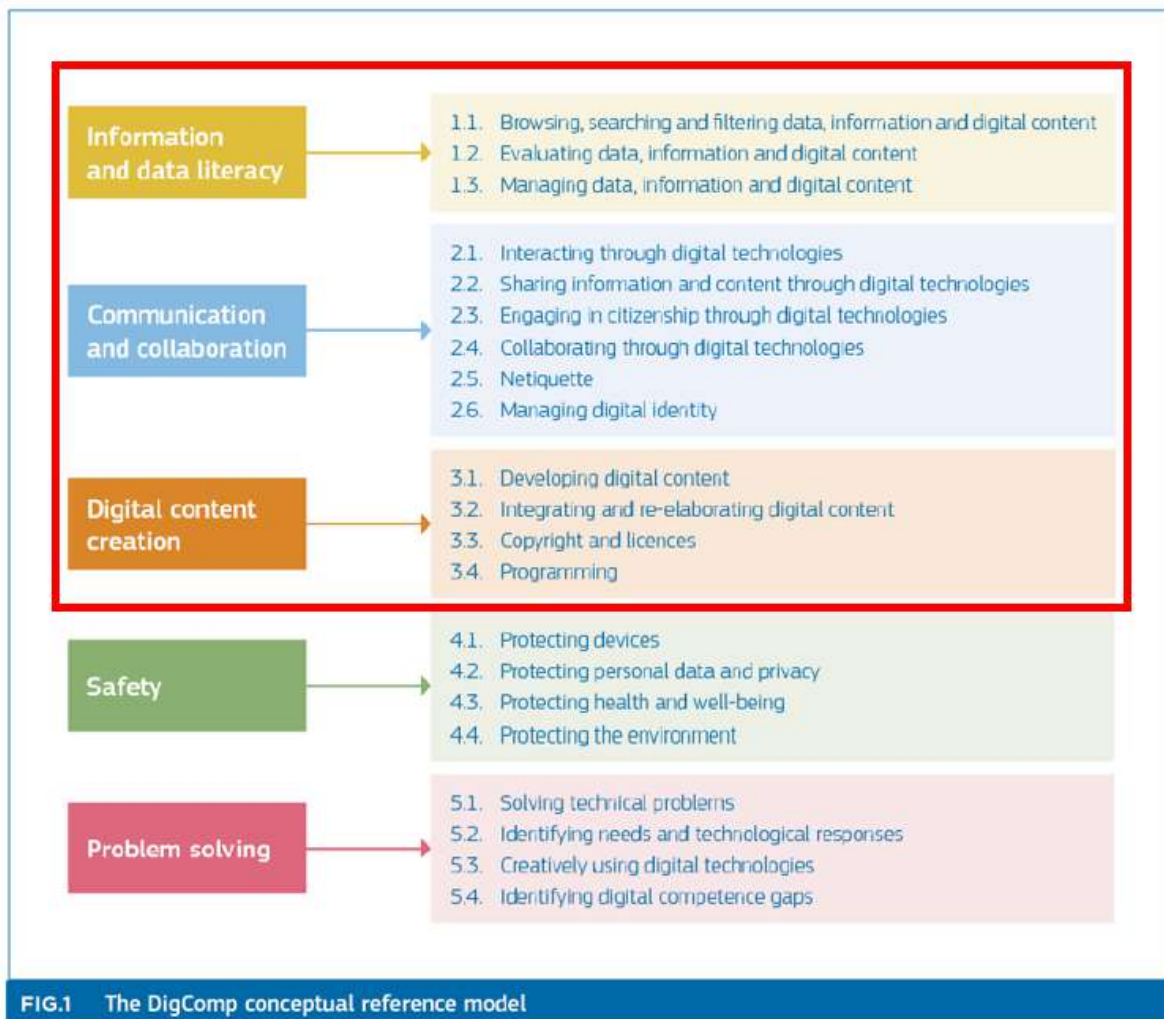 Information
and data literacy
1.1. Browsing, searching and filtering data, information and digital content
1.2. Evaluating data, information and digital content
1.3. Managing data, information and digital content
Communication
and collaboration
2.1. Interacting through digital technologies
2.2. Sharing information and content through digital technologies
2.3. Engaging in citizenship through digital technologies
2.4. Collaborating through digital technologies
2.5. Netiquette
2.6. Managing digital identity
Digital content
creation
3.1. Developing digital content
3.2. Integrating and re-elaborating digital content
3.3. Copyright and licences
3.4. Programming
Safety
4.1. Protecting devices
4.2. Protecting personal data and privacy
4.3. Protecting health and well-being
4.4. Protecting the environment
Problem solving
5.1. Solving technical problems
5.2. Identifying needs and technological responses
5.3. Creatively using digital technologies
5.4. Identifying digital competence gaps
FIG.1 The DigComp conceptual reference model